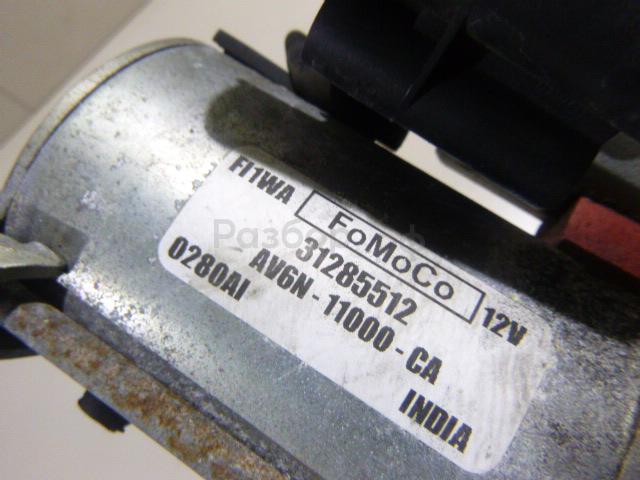 FI1WA FoMoCo 12V
31285512
AV6N-11000-CA
0280AI
INDIA